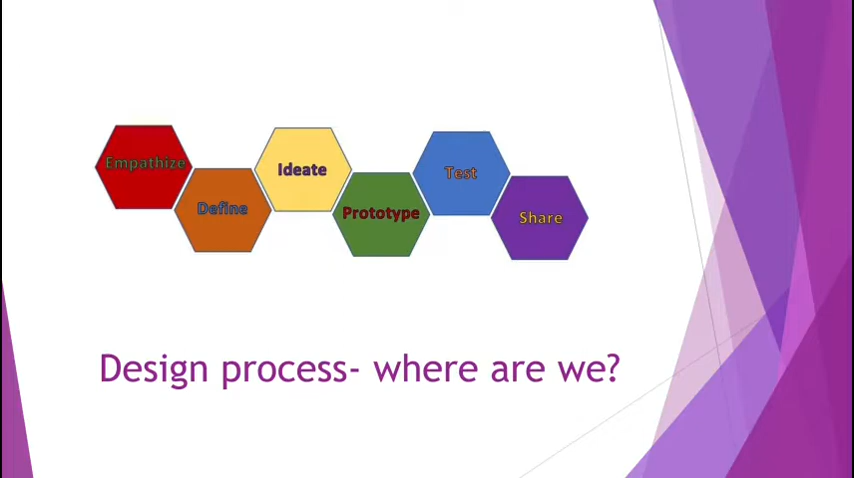 Empathize
Define
Ideate
Prototype
Test
Share
Design process- where are we?